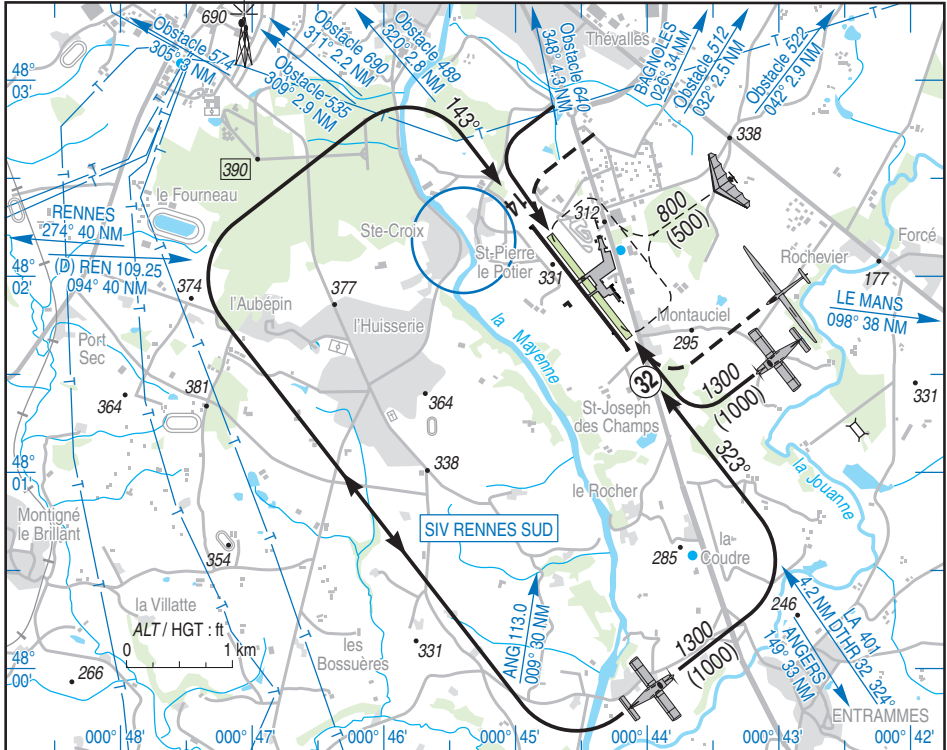 690
Obstacle 574
305° 3 NM
Obstacle 690
311° 2.2 NM
Obstacle 535
309° 2.9 NM
Obstacle 489
320° 2.8 NM
Obstacle 640
348° 4.3 NM
Thévalles
BAGNOLES
026° 34 NM
Obstacle 512
032° 2.5 NM
Obstacle 522
042° 2.9 NM
48°
03'
143°
338
390
le Fourneau
14
800
(500)
RENNES
274° 40 NM
(D) REN 109.25
094° 40 NM
Ste-Croix
St-Pierre
le Potier
312
331
Rochevier
Forcé
177
48°
02'
374
l'Aubépin
377
l'Huisserie
la Mayenne
Montauciel
295
LE MANS
098° 38 NM
Port
Sec
381
364
364
32
1300
(1000)
331
St-Joseph
des Champs
323°
48°
01'
338
le Rocher
la Jouanne
Montigné
le Brillant
SIV RENNES SUD
354
285
la
Coudre
la Villatte
ALT / HGT : ft
0 1 km
ANG 113.0
009° 30 NM
246
LA 401
4.2 NM DTHR 32 324°
ANGERS
149° 33 NM
1300
(1000)
les
Bossuères
331
48°
00'
266
ENTRAMMES
000° 48'
000° 47'
000° 46'
000° 45'
000° 44'
000° 43'
000° 42'